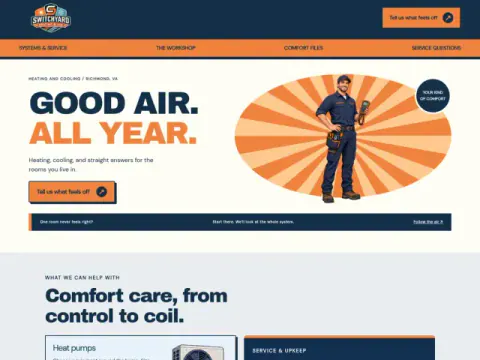 SWITCHYARD
Tell us what feels off
SYSTEMS & SERVICE
THE WORKSHOP
COMFORT FILES
SERVICE QUESTIONS
HEATING AND COOLING / RICHMOND, VA
GOOD AIR.
ALL YEAR.
YOUR KIND
OF COMFORT
Heating, cooling, and straight answers for the
rooms you live in.
Tell us what feels off
One room never feels right?
Start there. We'll look at the whole system.
Follow the air
WHAT WE CAN HELP WITH
Comfort care, from
control to coil.
Heat pumps
SERVICE & UPKEEP